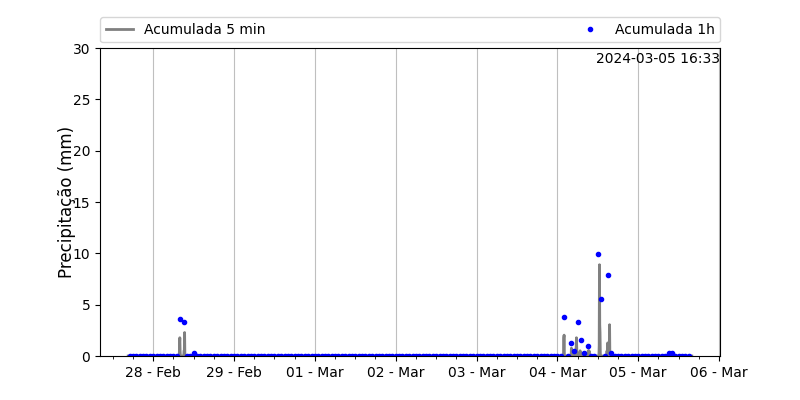 Acumulada 5 min
Acumulada 1h
2024-03-05 16:33
Precipitação (mm)
30
25
20
15
10
5
0
28 - Feb
29 - Feb
01 - Mar
02 - Mar
03 - Mar
04 - Mar
05 - Mar
06 - Mar